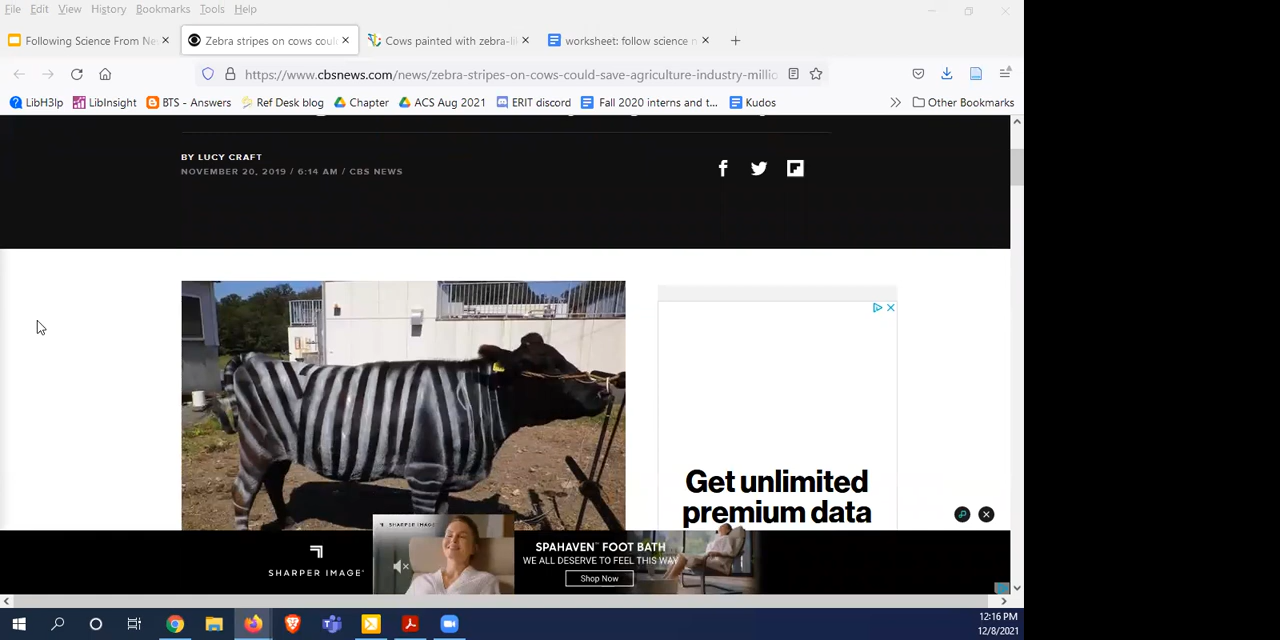 File Edit View History Bookmarks Tools Help
Following Science From Ne
Zebra stripes on cows coul
Cows painted with zebra-li
worksheet: follow science n
https://www.cbsnews.com/news/zebra-stripes-on-cows-could-save-agriculture-industry-millio
LibH3lp LibInsight BTS - Answers Ref Desk blog Chapter ACS Aug 2021 ERIT discord Fall 2020 interns and t... Kudos Other Bookmarks
BY LUCY CRAFT
NOVEMBER 20, 2019 / 6:14 AM / CBS NEWS
Get unlimited
premium data
SHARPER IMAGE
SHARPER IMAGE
SPAHAVEN™ FOOT BATH
WE ALL DESERVE TO FEEL THIS WAY
Shop Now
12:16 PM
12/8/2021